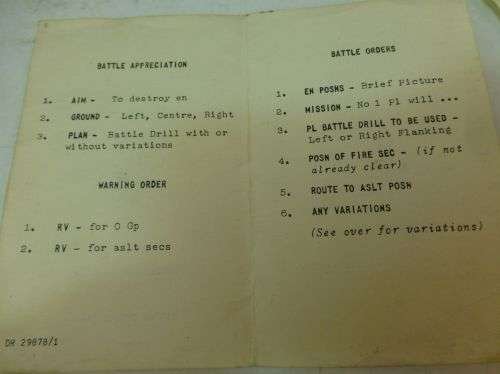 BATTLE APPRECIATION
1. AIM - To destroy en
2. GROUND - Left, Centre, Right
3. PLAN - Battle Drill with or
without variations
WARNING ORDER
1. RV - for O Gp
2. RV - for aslt secs
DR 29878/1
BATTLE ORDERS
1. EN POSNS - Brief Picture
2. MISSION - No 1 Pl will ...
3. PL BATTLE DRILL TO BE USED -
Left or Right Flanking
4. POSN OF FIRE SEC - (if not
already clear)
5. ROUTE TO ASLT POSN
6. ANY VARIATIONS
(See over for variations)